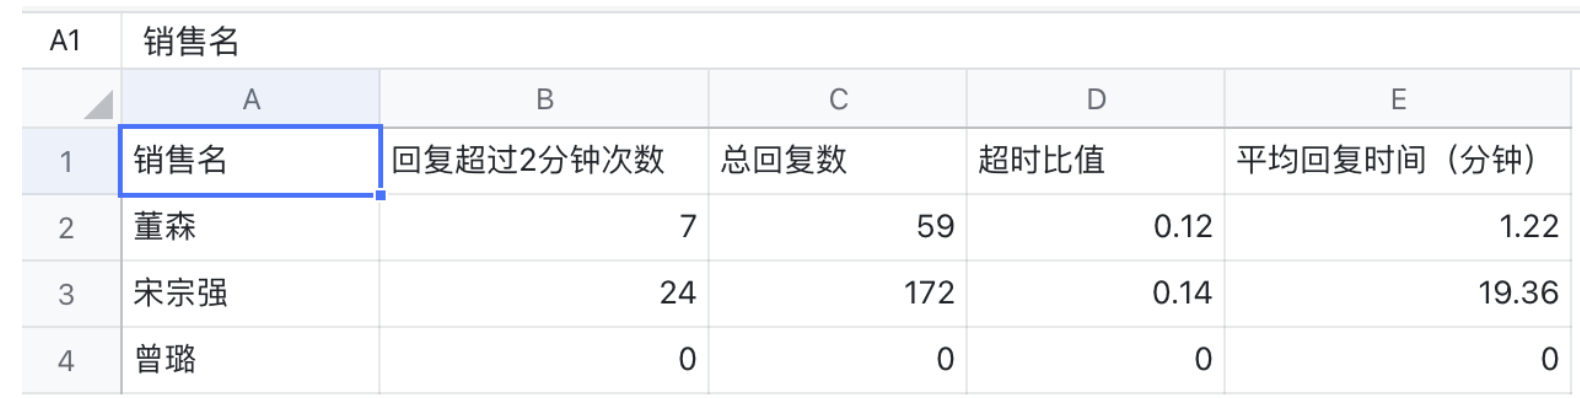 A1 销售名
A B C D E
1 销售名 回复超过2分钟次数 总回复数 超时比值 平均回复时间（分钟）
2 董森 7 59 0.12 1.22
3 宋宗强 24 172 0.14 19.36
4 曾璐 0 0 0 0